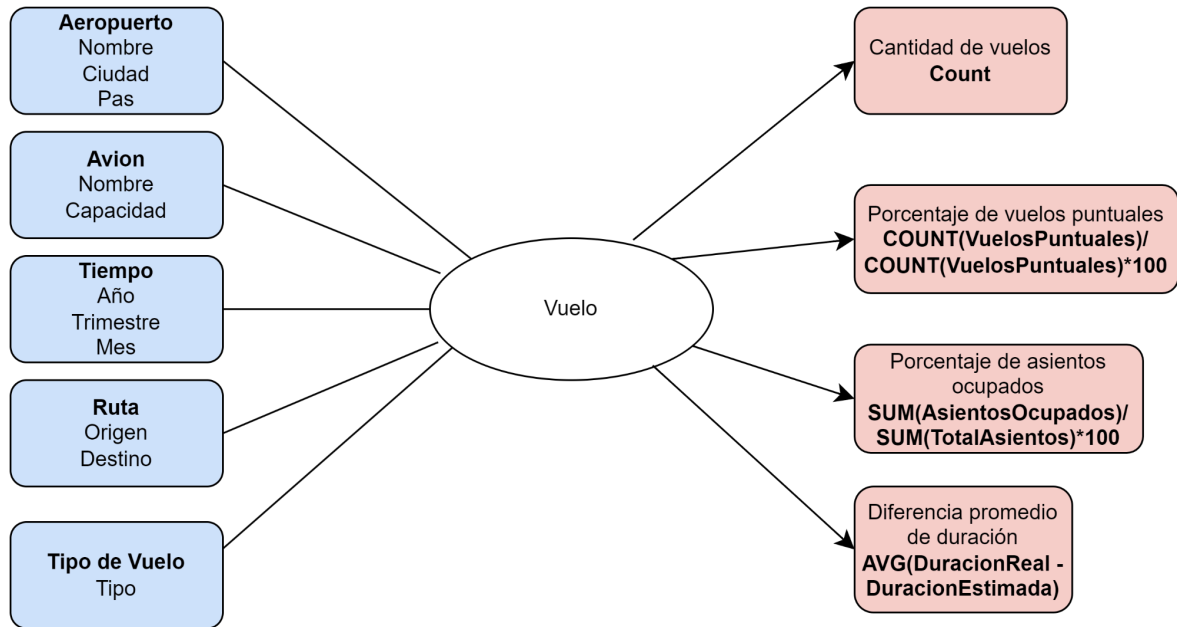 Aeropuerto
Nombre
Ciudad
Pas
Avion
Nombre
Capacidad
Tiempo
Año
Trimestre
Mes
Ruta
Origen
Destino
Tipo de Vuelo
Tipo
Vuelo
Cantidad de vuelos
Count
Porcentaje de vuelos puntuales
COUNT(VuelosPuntuales)/
COUNT(VuelosPuntuales)*100
Porcentaje de asientos
ocupados
SUM(AsientosOcupados)/
SUM(TotalAsientos)*100
Diferencia promedio
de duración
AVG(DuracionReal -
DuracionEstimada)